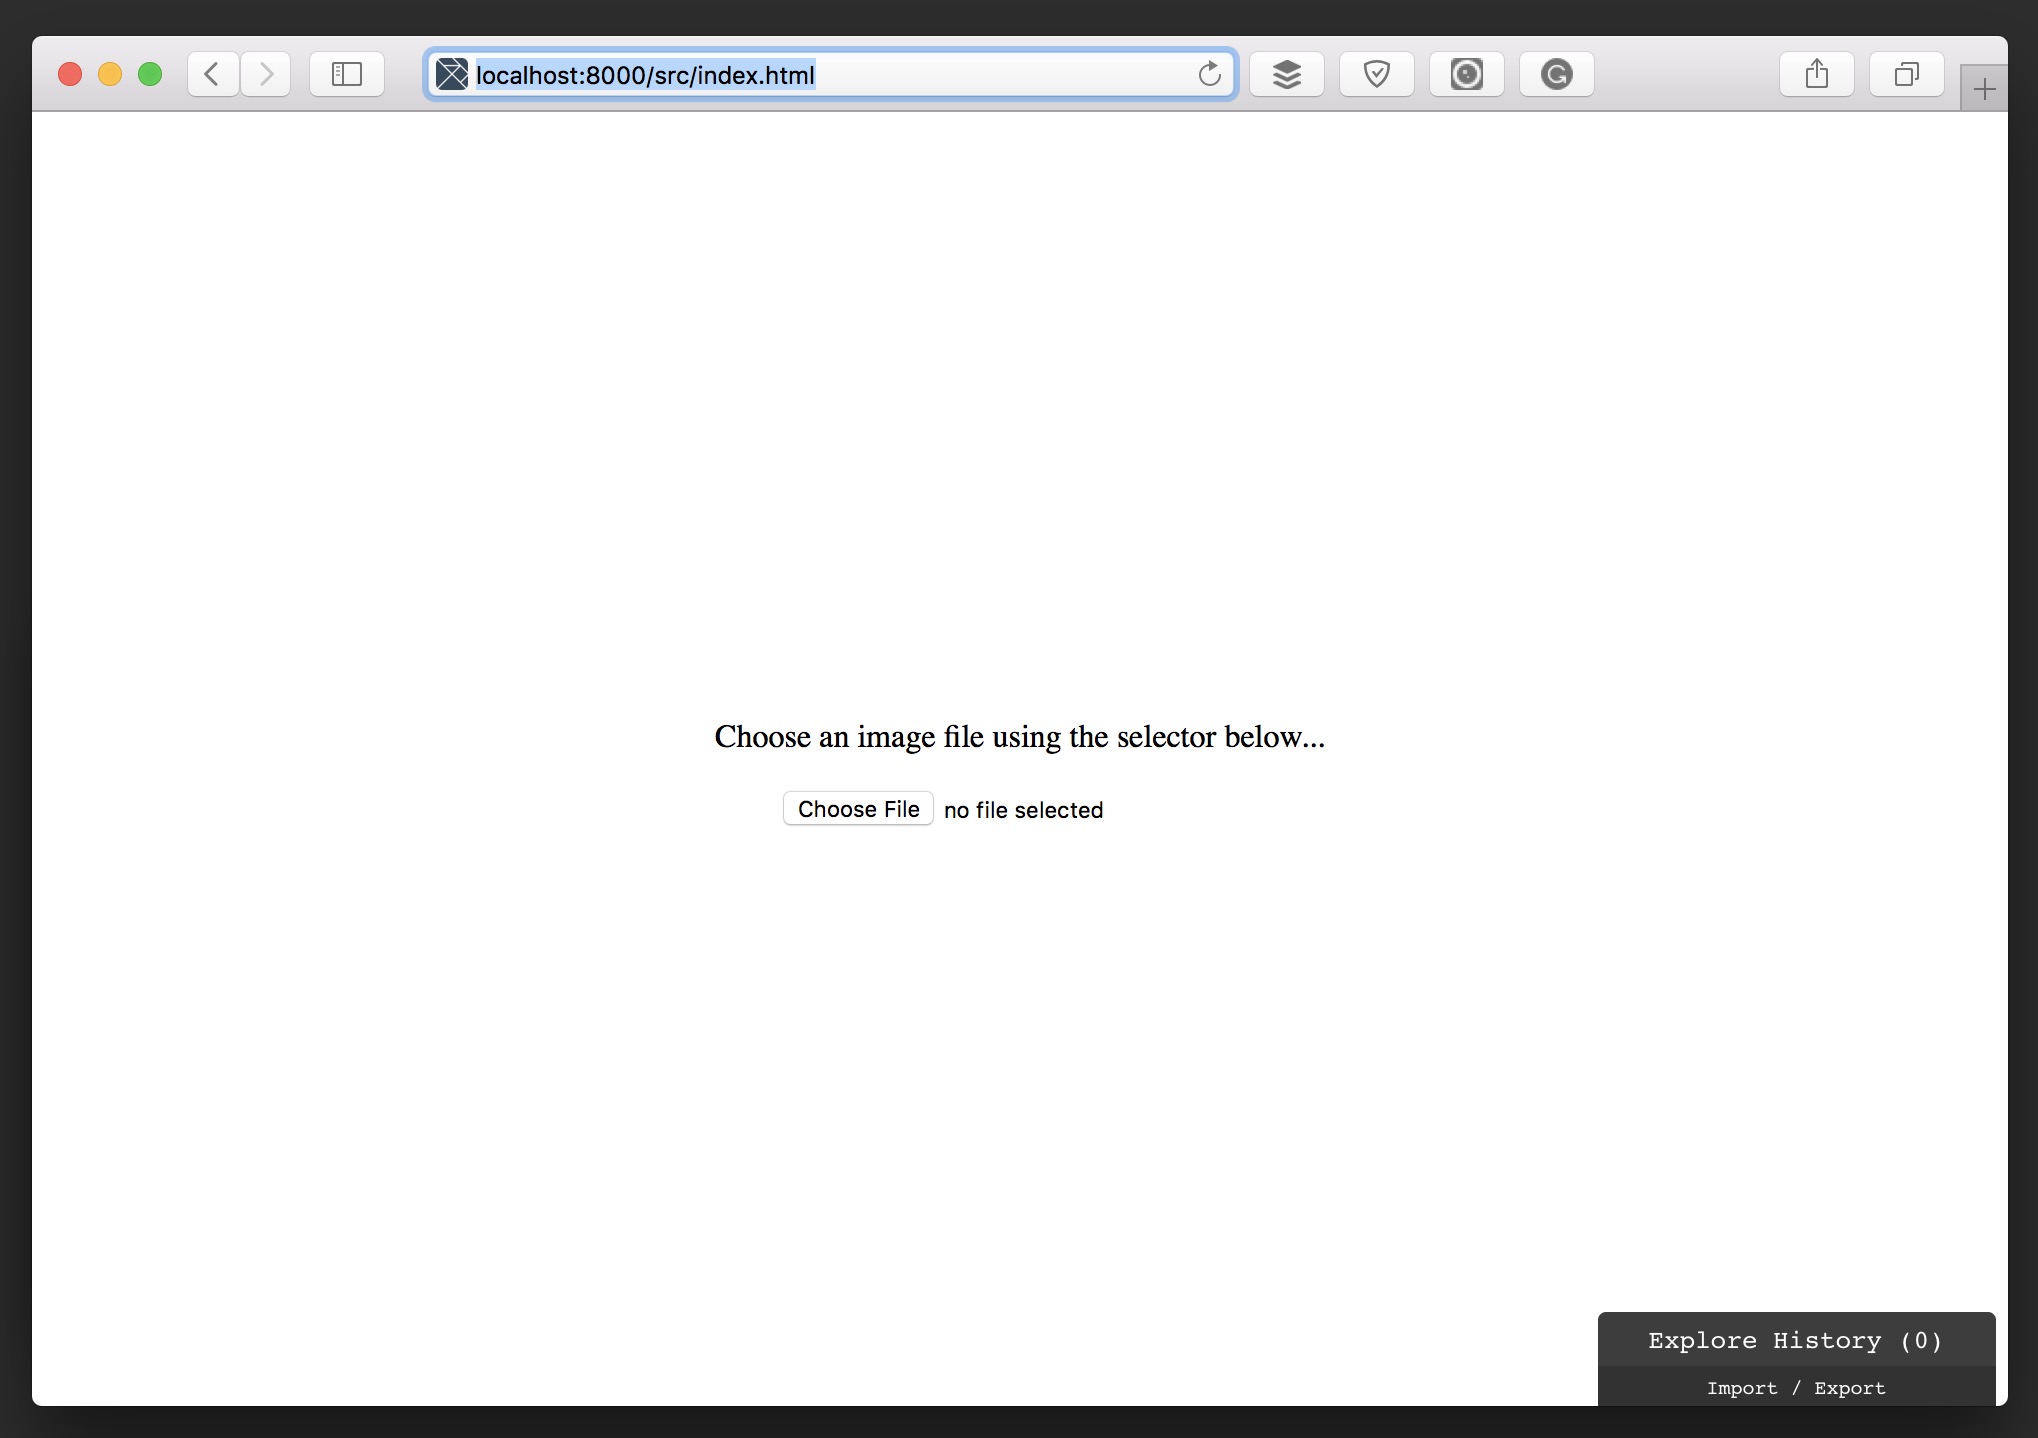 localhost:8000/src/index.html
Choose an image file using the selector below...
Choose File no file selected
Explore History (0)
Import / Export